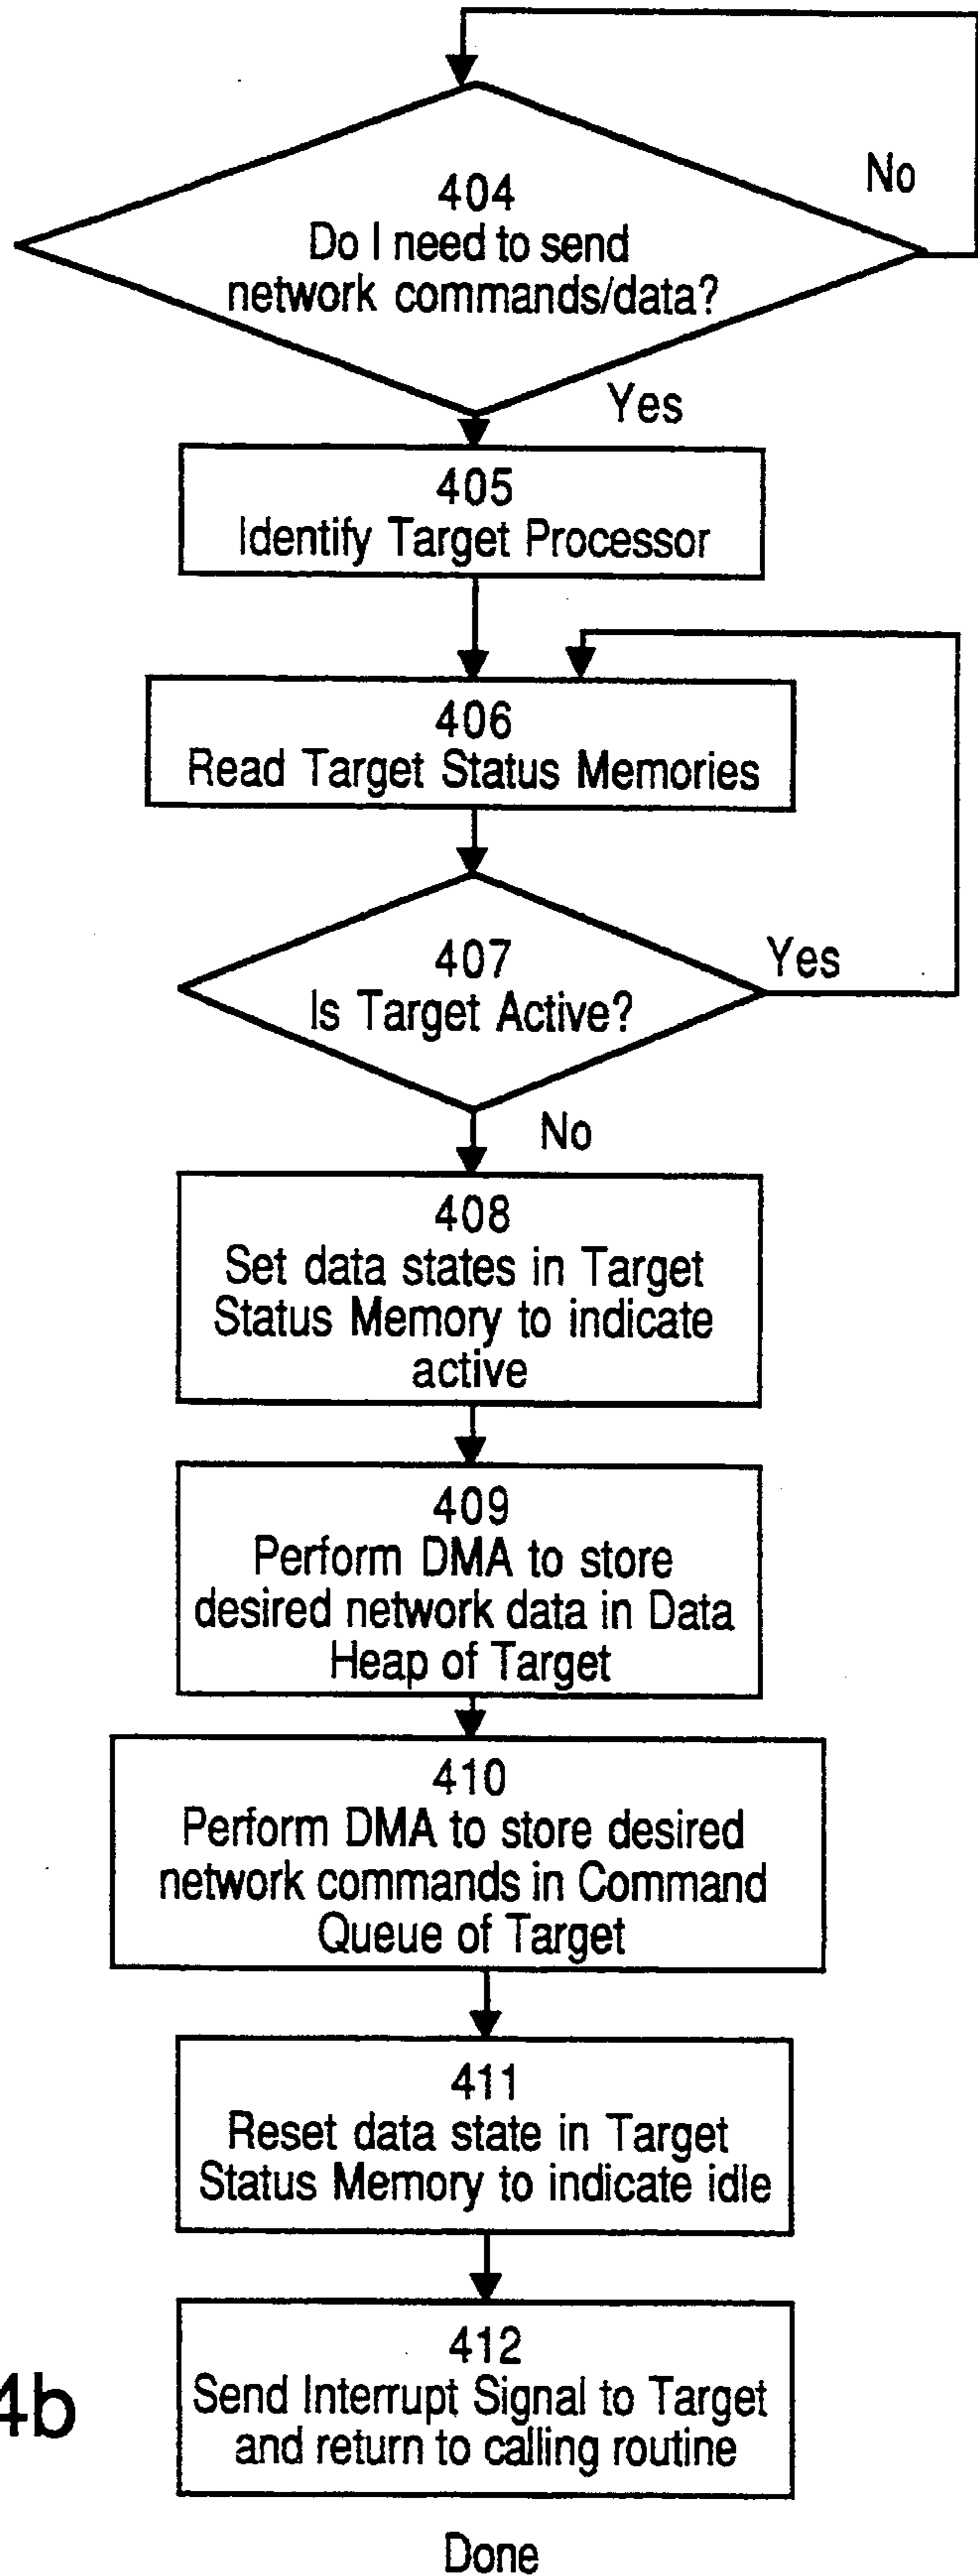 404
Do I need to send
network commands/data?
No
Yes
405
Identify Target Processor
406
Read Target Status Memories
407
Is Target Active?
Yes
No
408
Set data states in Target
Status Memory to indicate
active
409
Perform DMA to store
desired network data in Data
Heap of Target
410
Perform DMA to store desired
network commands in Command
Queue of Target
411
Reset data state in Target
Status Memory to indicate idle
412
Send Interrupt Signal to Target
and return to calling routine
4b
Done